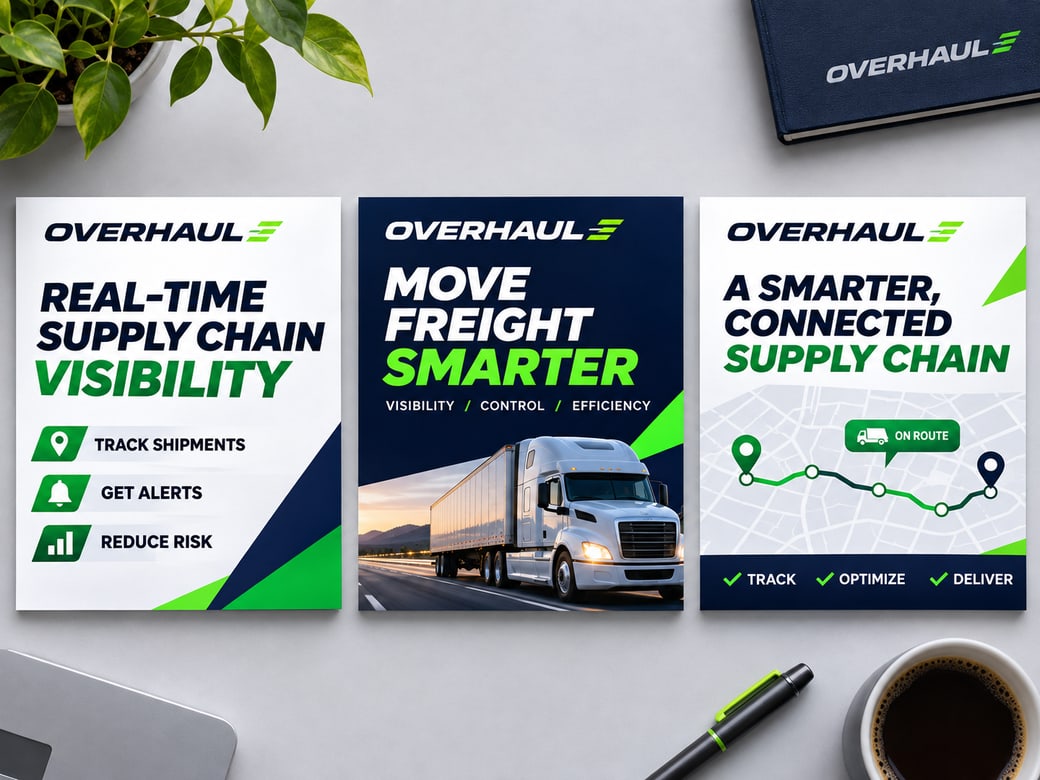 OVERHAUL
OVERHAUL
REAL-TIME
SUPPLY CHAIN
VISIBILITY
TRACK SHIPMENTS
GET ALERTS
REDUCE RISK
OVERHAUL
MOVE
FREIGHT
SMARTER
VISIBILITY / CONTROL / EFFICIENCY
OVERHAUL
A SMARTER,
CONNECTED
SUPPLY CHAIN
ON ROUTE
TRACK
OPTIMIZE
DELIVER